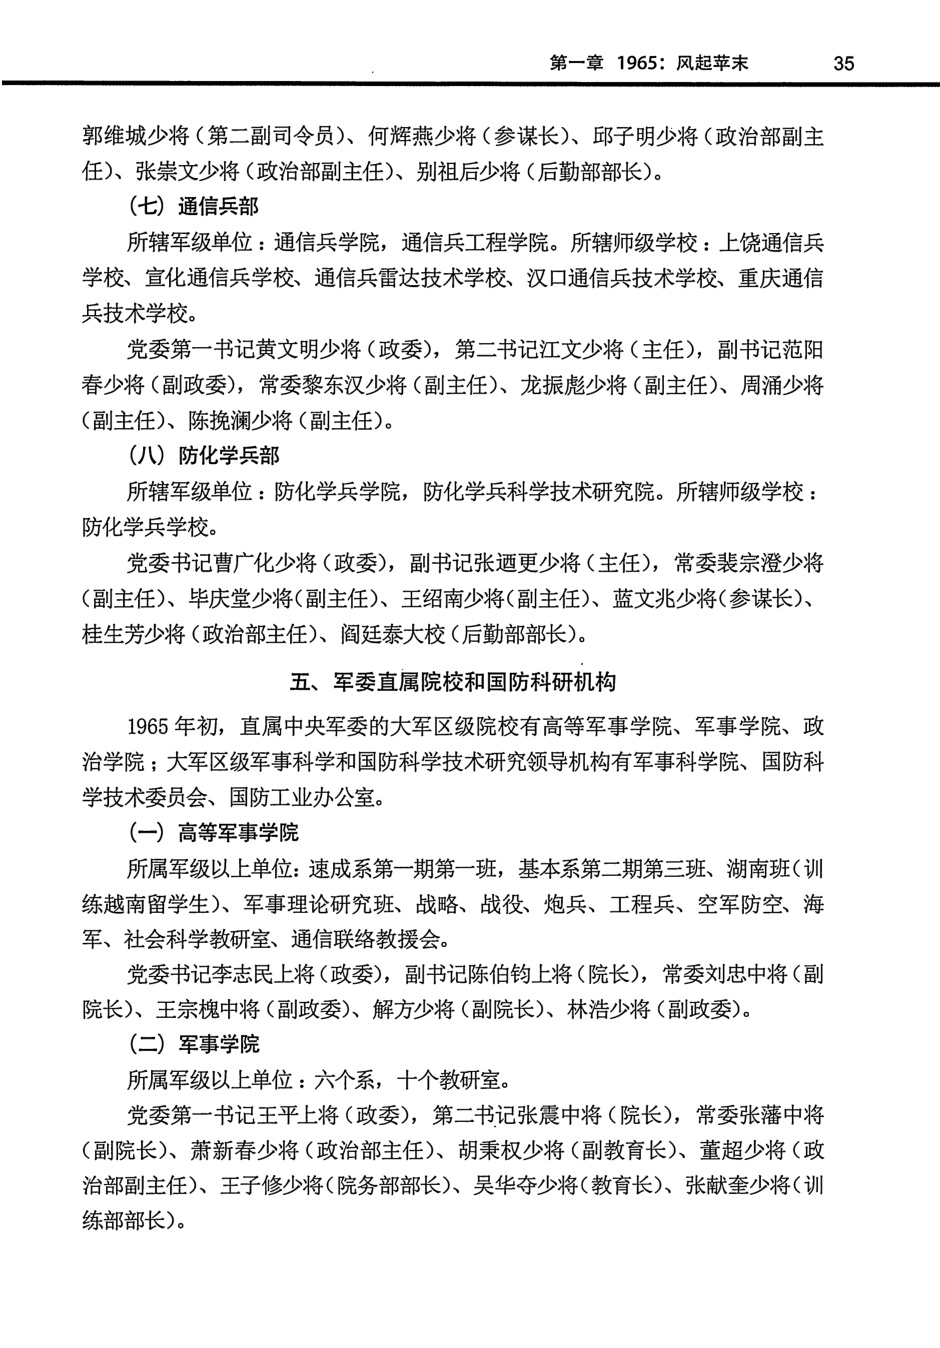 第一章 1965：风起苹末 35
郭维城少将（第二副司令员）、何辉燕少将（参谋长）、邱子明少将（政治部副主
任）、张崇文少将（政治部副主任）、别祖后少将（后勤部部长）。
（七）通信兵部
所辖军级单位：通信兵学院，通信兵工程学院。所辖师级学校：上饶通信兵
学校、宣化通信兵学校、通信兵雷达技术学校、汉口通信兵技术学校、重庆通信
兵技术学校。
党委第一书记黄文明少将（政委），第二书记江文少将（主任），副书记范阳
春少将（副政委），常委黎东汉少将（副主任）、龙振彪少将（副主任）、周涌少将
（副主任）、陈挽澜少将（副主任）。
（八）防化学兵部
所辖军级单位：防化学兵学院，防化学兵科学技术研究院。所辖师级学校：
防化学兵学校。
党委书记曹广化少将（政委），副书记张迺更少将（主任），常委裴宗澄少将
（副主任）、毕庆堂少将（副主任）、王绍南少将（副主任）、蓝文兆少将（参谋长）、
桂生芳少将（政治部主任）、阎廷泰大校（后勤部部长）。
五、军委直属院校和国防科研机构
1965 年初，直属中央军委的大军区级院校有高等军事学院、军事学院、政
治学院；大军区级军事科学和国防科学技术研究领导机构有军事科学院、国防科
学技术委员会、国防工业办公室。
（一）高等军事学院
所属军级以上单位：速成系第一期第一班，基本系第二期第三班、湖南班（训
练越南留学生）、军事理论研究班、战略、战役、炮兵、工程兵、空军防空、海
军、社会科学教研室、通信联络教授会。
党委书记李志民上将（政委），副书记陈伯钧上将（院长），常委刘忠中将（副
院长）、王宗槐中将（副政委）、解方少将（副院长）、林浩少将（副政委）。
（二）军事学院
所属军级以上单位：六个系，十个教研室。
党委第一书记王平上将（政委），第二书记张震中将（院长），常委张藩中将
（副院长）、萧新春少将（政治部主任）、胡秉权少将（副教育长）、董超少将（政
治部副主任）、王子修少将（院务部部长）、吴华夺少将（教育长）、张献奎少将（训
练部部长）。